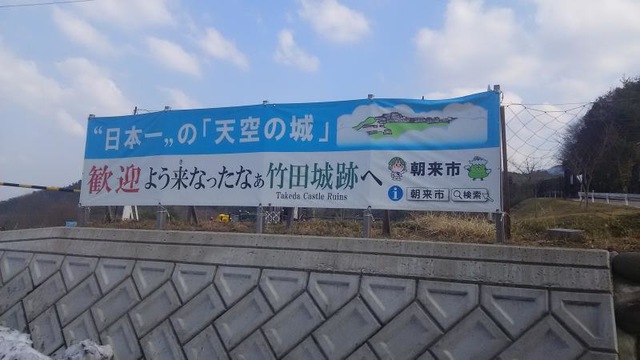 “日本一„の「天空の城」
歓迎 よう来なったなぁ竹田城跡へ
Takeda Castle Ruins
朝来市
朝来市 検索